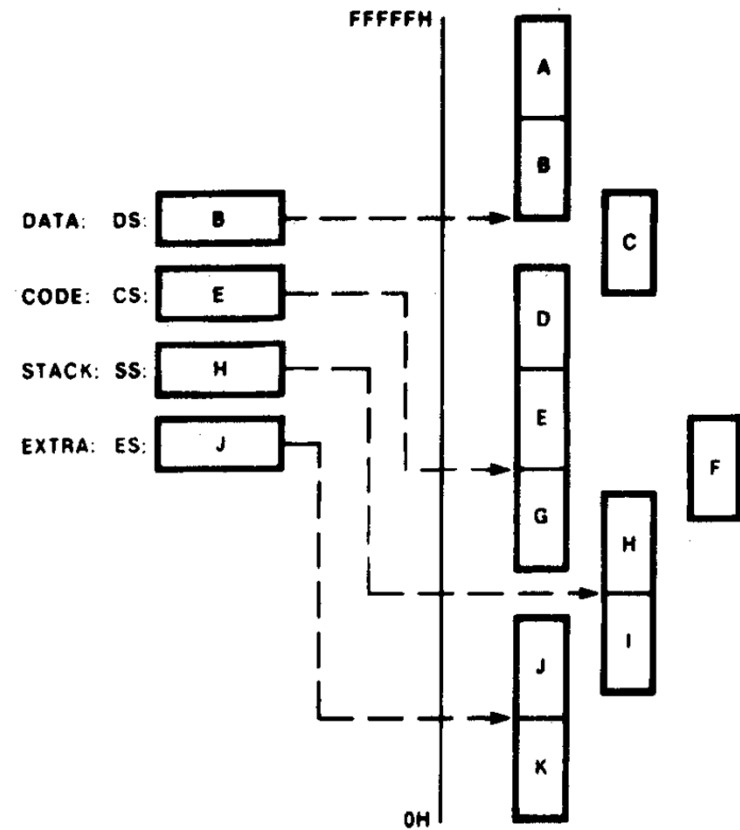 FFFFFH
A
B
DATA: DS: B
C
CODE: CS: E
D
STACK: SS: H
E
EXTRA: ES: J
F
G
H
I
J
K
0H